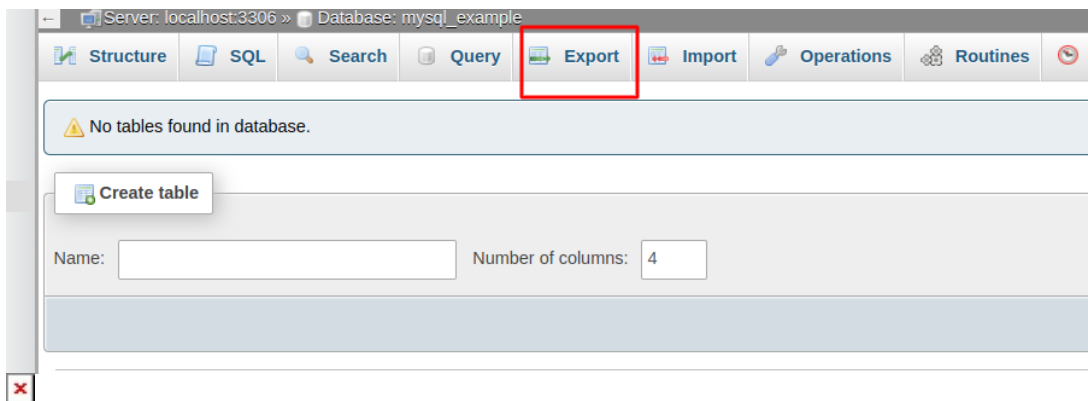 Server: localhost:3306 » Database: mysql_example
Structure SQL Search Query Export Import Operations Routines
No tables found in database.
Create table
Name: Number of columns: 4